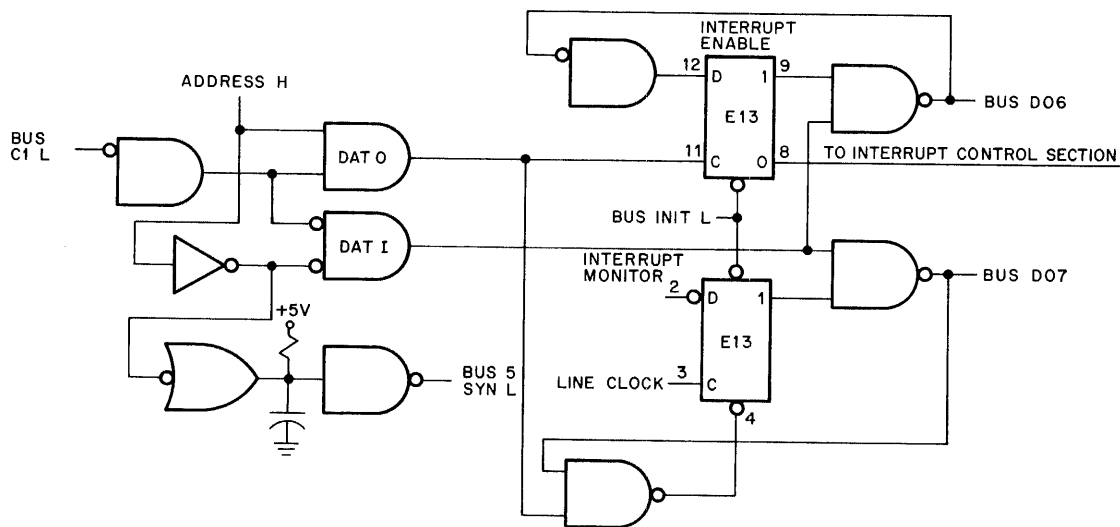 INTERRUPT
ENABLE
ADDRESS H
12
D
1
9
BUS D06
E13
BUS
C1 L
DAT O
11
C
O
8
TO INTERRUPT CONTROL SECTION
BUS INIT L
DAT I
INTERRUPT
MONITOR
2
D
1
BUS D07
+5V
E13
BUS 5
SYN L
LINE CLOCK
3
C
4